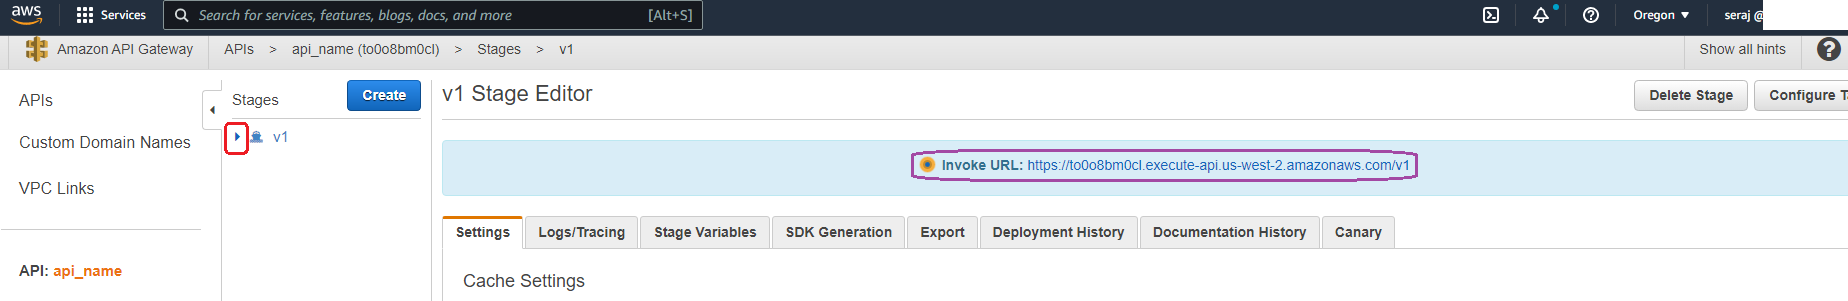 aws Services Search for services, features, blogs, docs, and more [Alt+S] Oregon seraj @
Amazon API Gateway APIs > api_name (to0o8bm0cl) > Stages > v1 Show all hints ?
APIs
Custom Domain Names
VPC Links
API: api_name
Stages Create
v1
v1 Stage Editor Delete Stage Configure T
Invoke URL: https://to0o8bm0cl.execute-api.us-west-2.amazonaws.com/v1
Settings Logs/Tracing Stage Variables SDK Generation Export Deployment History Documentation History Canary
Cache Settings